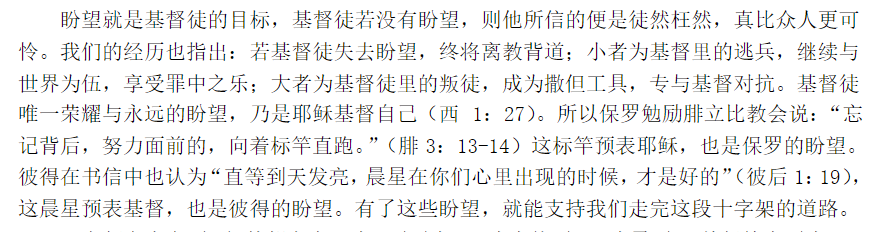 盼望就是基督徒的目标，基督徒若没有盼望，则他所信的便是徒然枉然，真比众人更可
怜。我们的经历也指出：若基督徒失去盼望，终将离教背道；小者为基督里的逃兵，继续与
世界为伍，享受罪中之乐；大者为基督徒里的叛徒，成为撒但工具，专与基督对抗。基督徒
唯一荣耀与永远的盼望，乃是耶稣基督自己（西 1：27）。所以保罗勉励腓立比教会说：“忘
记背后，努力面前的，向着标竿直跑。”（腓 3：13-14）这标竿预表耶稣，也是保罗的盼望。
彼得在书信中也认为“直等到天发亮，晨星在你们心里出现的时候，才是好的”（彼后 1：19），
这晨星预表基督，也是彼得的盼望。有了这些盼望，就能支持我们走完这段十字架的道路。